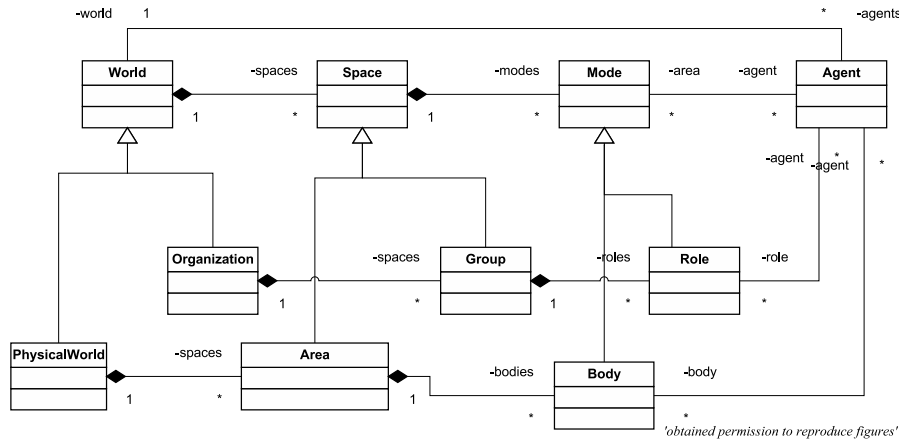 -world 1 * -agents
World -spaces Space -modes Mode -area -agent Agent
1 * 1 * * *
-agent * -agent *
Organization -spaces Group -roles Role -role
1 * 1 * *
PhysicalWorld -spaces Area -bodies Body -body
1 * 1 * *
'obtained permission to reproduce figures'